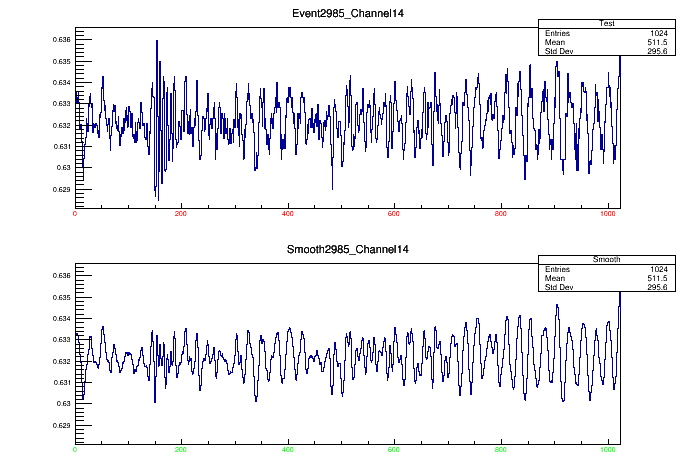 Event2985_Channel14
Test
Entries 1024
Mean 511.5
Std Dev 295.6
0.636
0.635
0.634
0.633
0.632
0.631
0.63
0.629
0 200 400 600 800 1000
Smooth2985_Channel14
Smooth
Entries 1024
Mean 511.5
Std Dev 295.6
0.636
0.635
0.634
0.633
0.632
0.631
0.63
0.629
0 200 400 600 800 1000